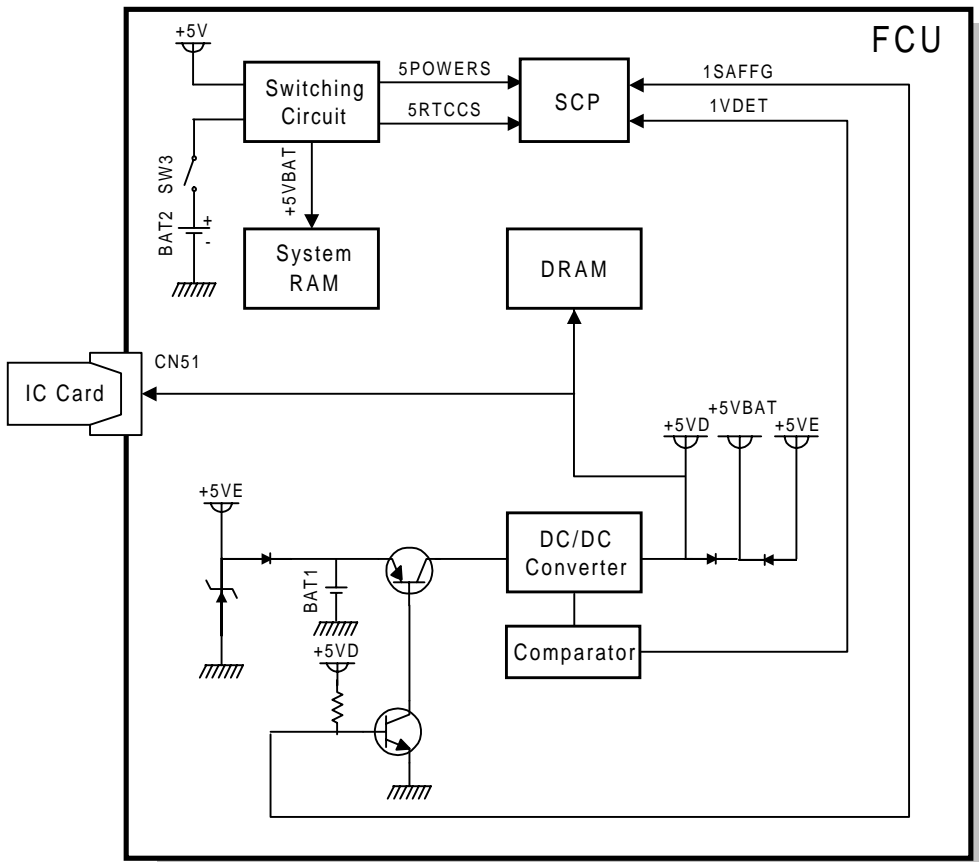 FCU
+5V
Switching
Circuit
5POWERS
5RTCCS
SCP
1SAFFG
1VDET
SW3
BAT2
+
-
+5VBAT
System
RAM
DRAM
CN51
IC Card
+5VD
+5VBAT
+5VE
+5VE
BAT1
DC/DC
Converter
Comparator
+5VD